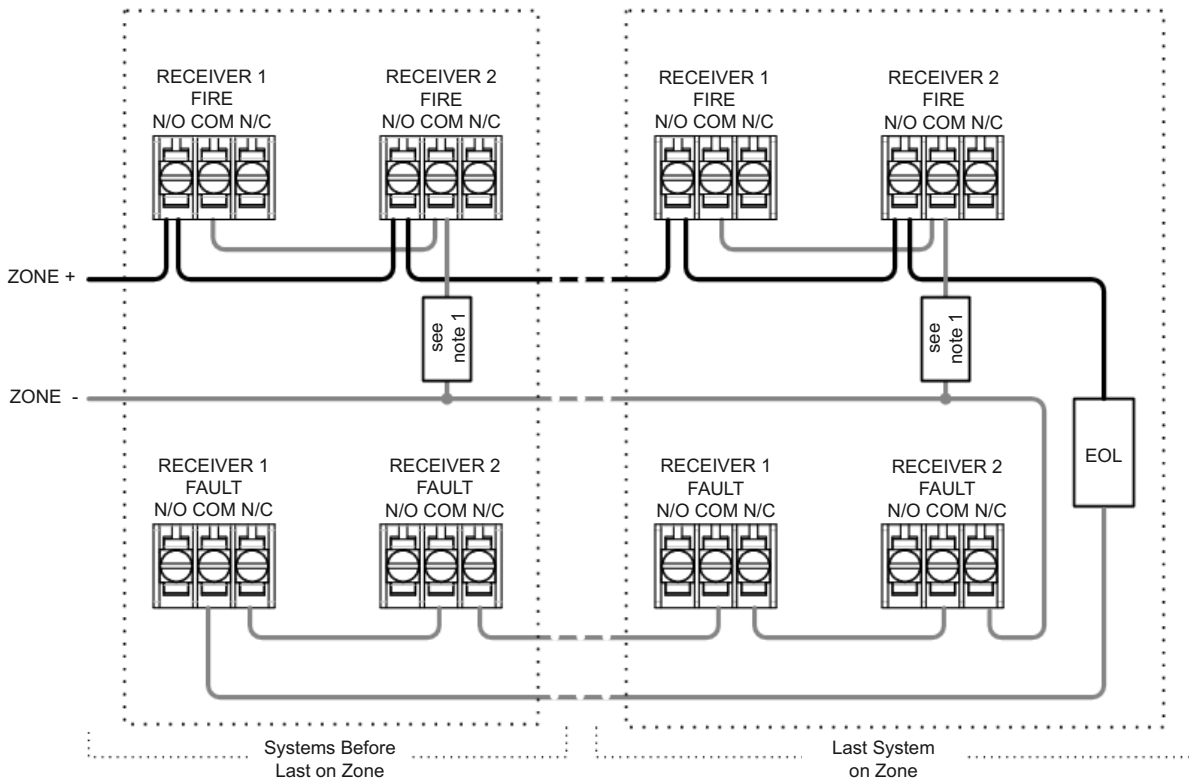 RECEIVER 1
FIRE
N/O COM N/C
RECEIVER 2
FIRE
N/O COM N/C
RECEIVER 1
FIRE
N/O COM N/C
RECEIVER 2
FIRE
N/O COM N/C
ZONE +
see
note 1
see
note 1
ZONE -
EOL
RECEIVER 1
FAULT
N/O COM N/C
RECEIVER 2
FAULT
N/O COM N/C
RECEIVER 1
FAULT
N/O COM N/C
RECEIVER 2
FAULT
N/O COM N/C
Systems Before
Last on Zone
Last System
on Zone